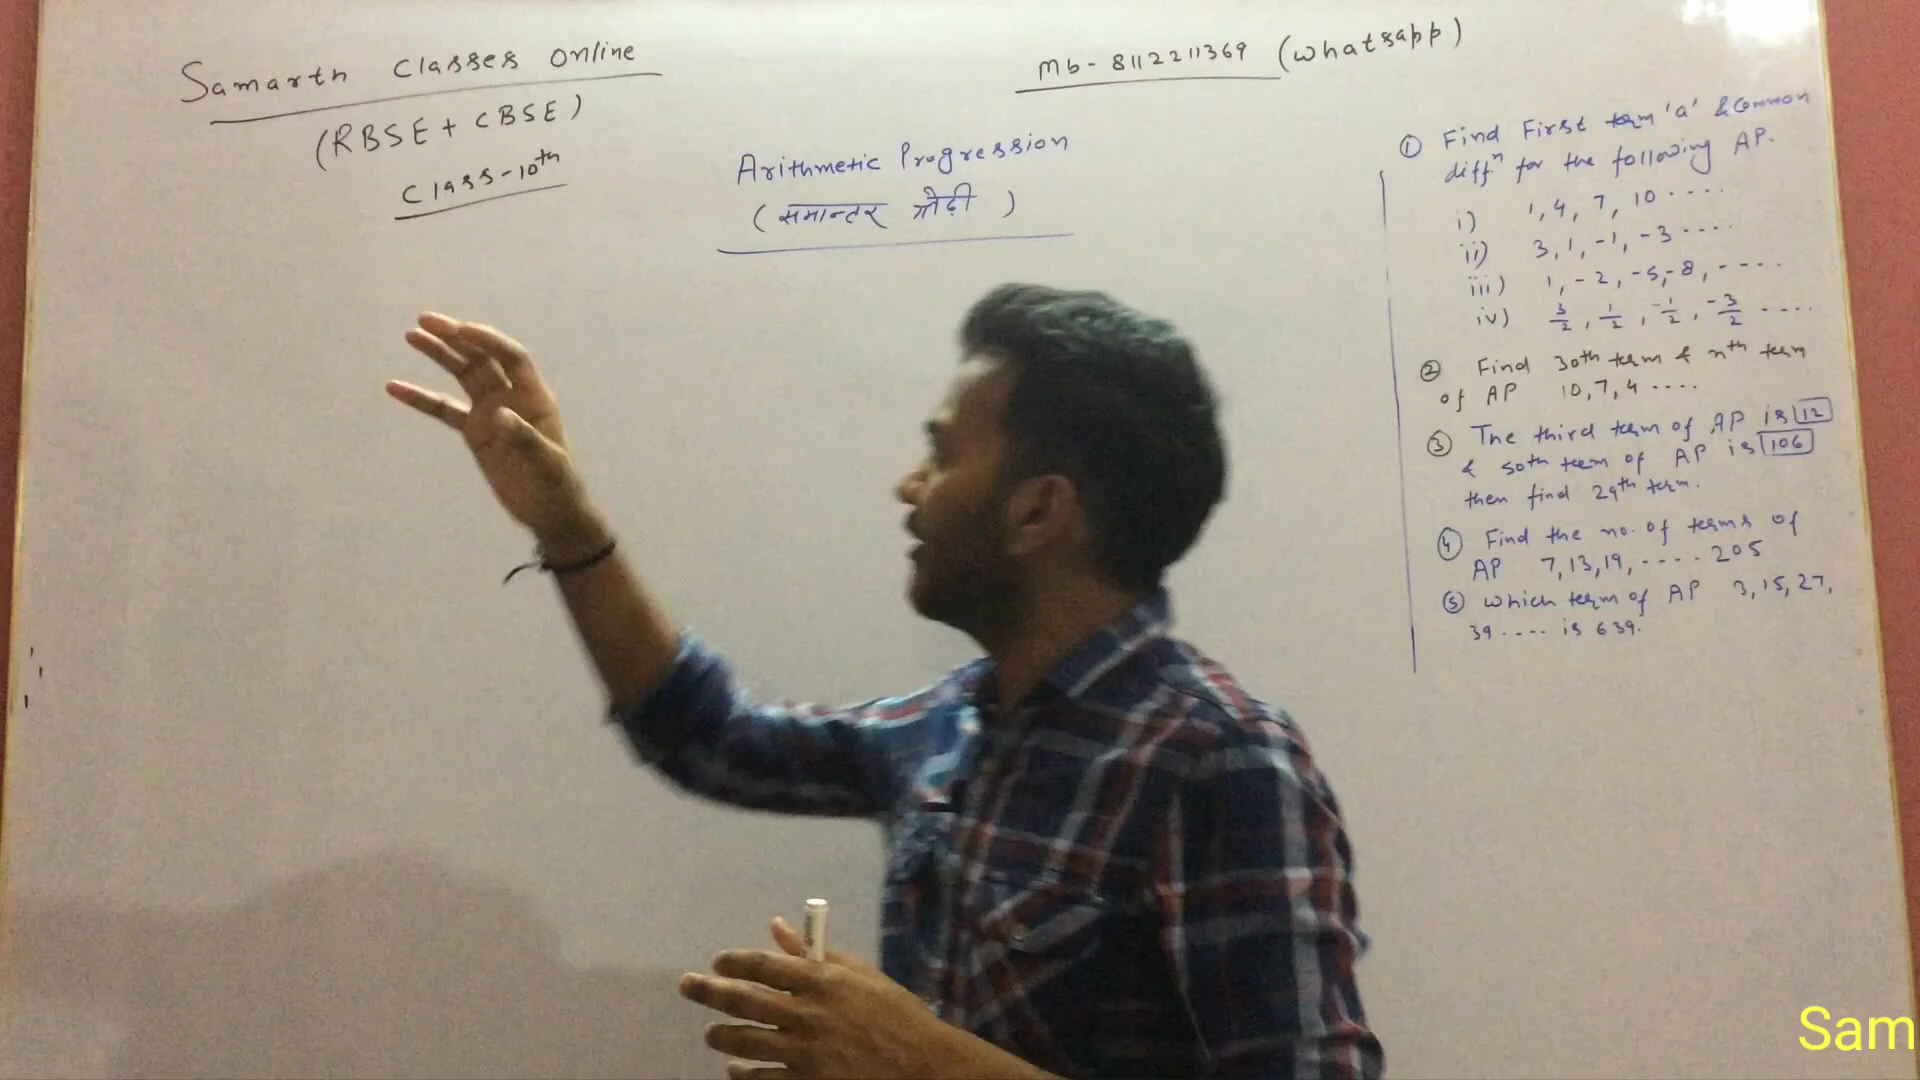 Samarth Classes Online
(RBSE + CBSE)
Class-10th
Mb- 8112211369 (whatsapp)
Arithmetic Progression
(समान्तर श्रेढ़ी)
① Find First term 'a' & Common
diffⁿ for the following AP.
i) 1, 4, 7, 10 ....
ii) 3, 1, -1, -3 ....
iii) 1, -2, -5, -8, ....
iv) 3/2, 1/2, -1/2, -3/2 ....
② Find 30th term & nth term
of AP 10, 7, 4 ....
③ The third term of AP is 12
& 50th term of AP is 106
then find 29th term.
④ Find the no. of terms of
AP 7, 13, 19, .... 205
⑤ which term of AP 3, 15, 27,
39 .... is 639.
Sam